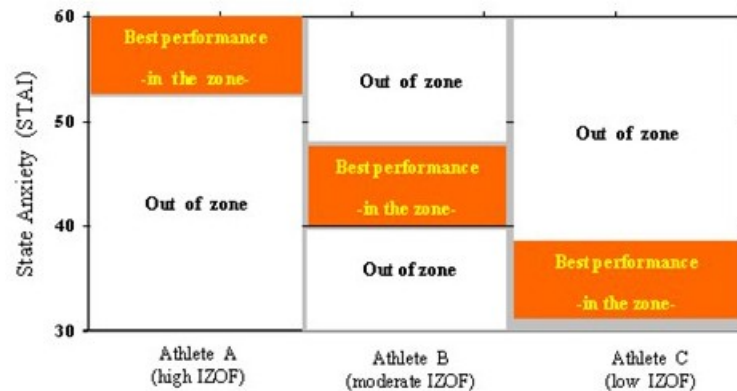 State Anxiety (STAI)
60
50
40
30
Best performance
-in the zone-
Out of zone
Out of zone
Best performance
-in the zone-
Out of zone
Out of zone
Best performance
-in the zone-
Athlete A
(high IZOF)
Athlete B
(moderate IZOF)
Athlete C
(low IZOF)